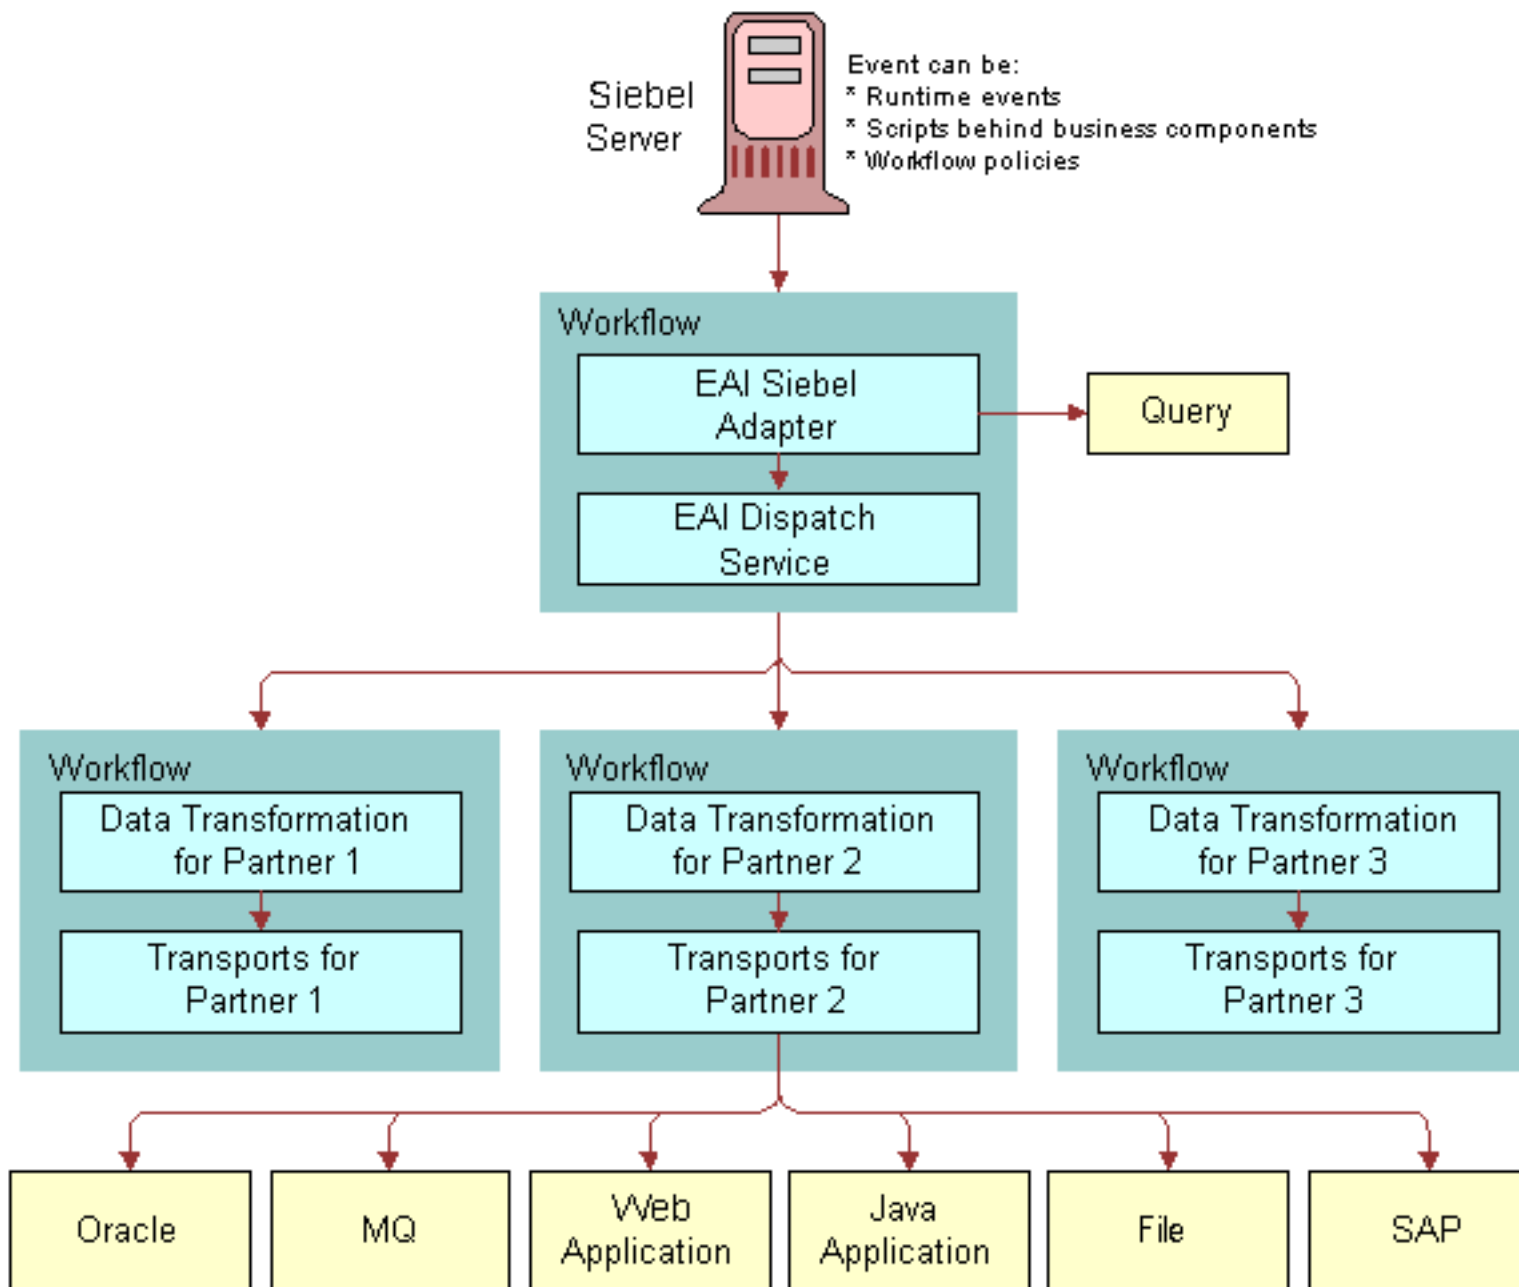 Siebel
Server
Event can be:
* Runtime events
* Scripts behind business components
* Workflow policies
Workflow
EAI Siebel
Adapter
Query
EAI Dispatch
Service
Workflow
Data Transformation
for Partner 1
Transports for
Partner 1
Workflow
Data Transformation
for Partner 2
Transports for
Partner 2
Workflow
Data Transformation
for Partner 3
Transports for
Partner 3
Oracle
MQ
Web
Application
Java
Application
File
SAP